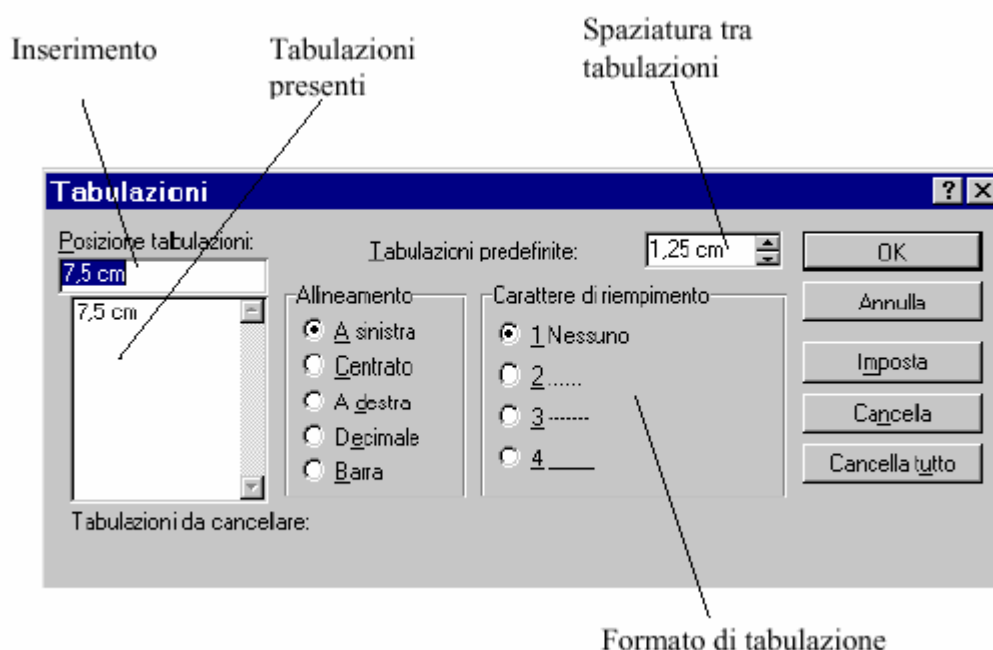 Inserimento
Tabulazioni
presenti
Spaziatura tra
tabulazioni
Tabulazioni
Posizione tabulazioni:
7,5 cm
7,5 cm
Tabulazioni predefinite:
1,25 cm
Allineamento
A sinistra
Centrato
A destra
Decimale
Barra
Carattere di riempimento
1 Nessuno
2 ......
3 -------
4 ____
OK
Annulla
Imposta
Cancella
Cancella tutto
Tabulazioni da cancelare:
Formato di tabulazione